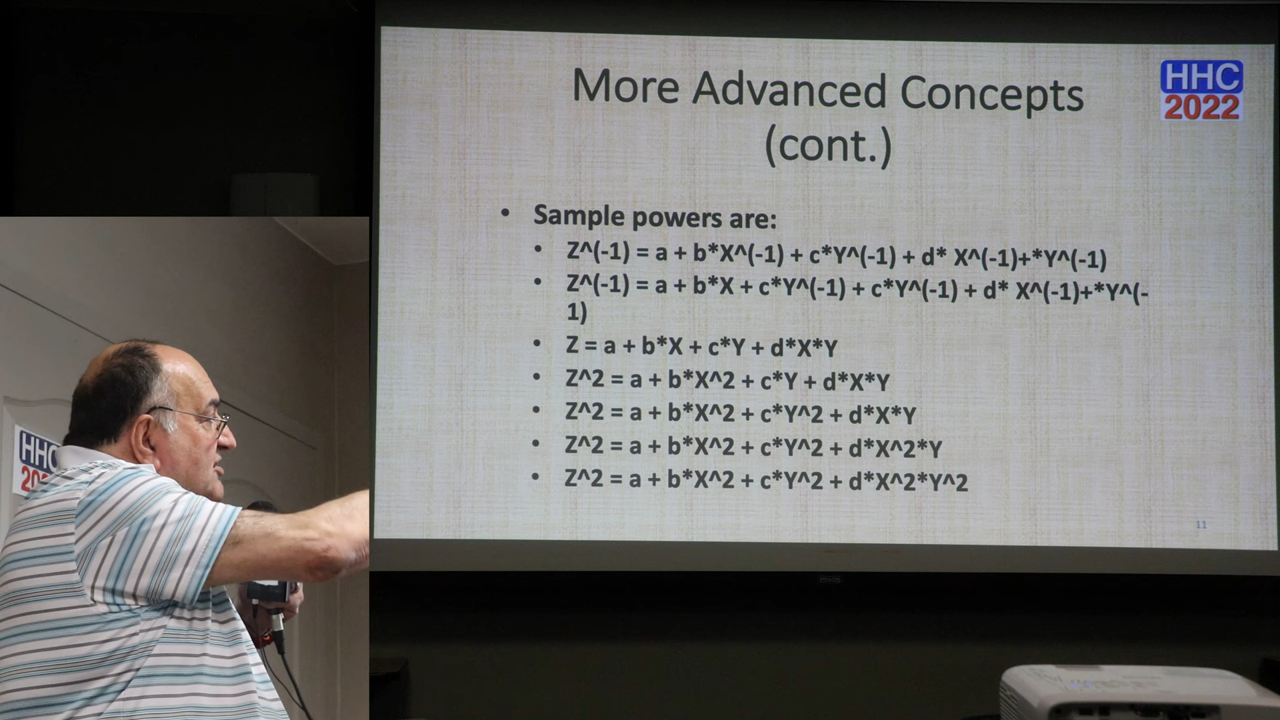 More Advanced Concepts
(cont.)
HHC
2022
• Sample powers are:
• Z^(-1) = a + b*X^(-1) + c*Y^(-1) + d* X^(-1)+*Y^(-1)
• Z^(-1) = a + b*X + c*Y^(-1) + c*Y^(-1) + d* X^(-1)+*Y^(-
1)
• Z = a + b*X + c*Y + d*X*Y
• Z^2 = a + b*X^2 + c*Y + d*X*Y
• Z^2 = a + b*X^2 + c*Y^2 + d*X*Y
• Z^2 = a + b*X^2 + c*Y^2 + d*X^2*Y
• Z^2 = a + b*X^2 + c*Y^2 + d*X^2*Y^2
11
HHC
20